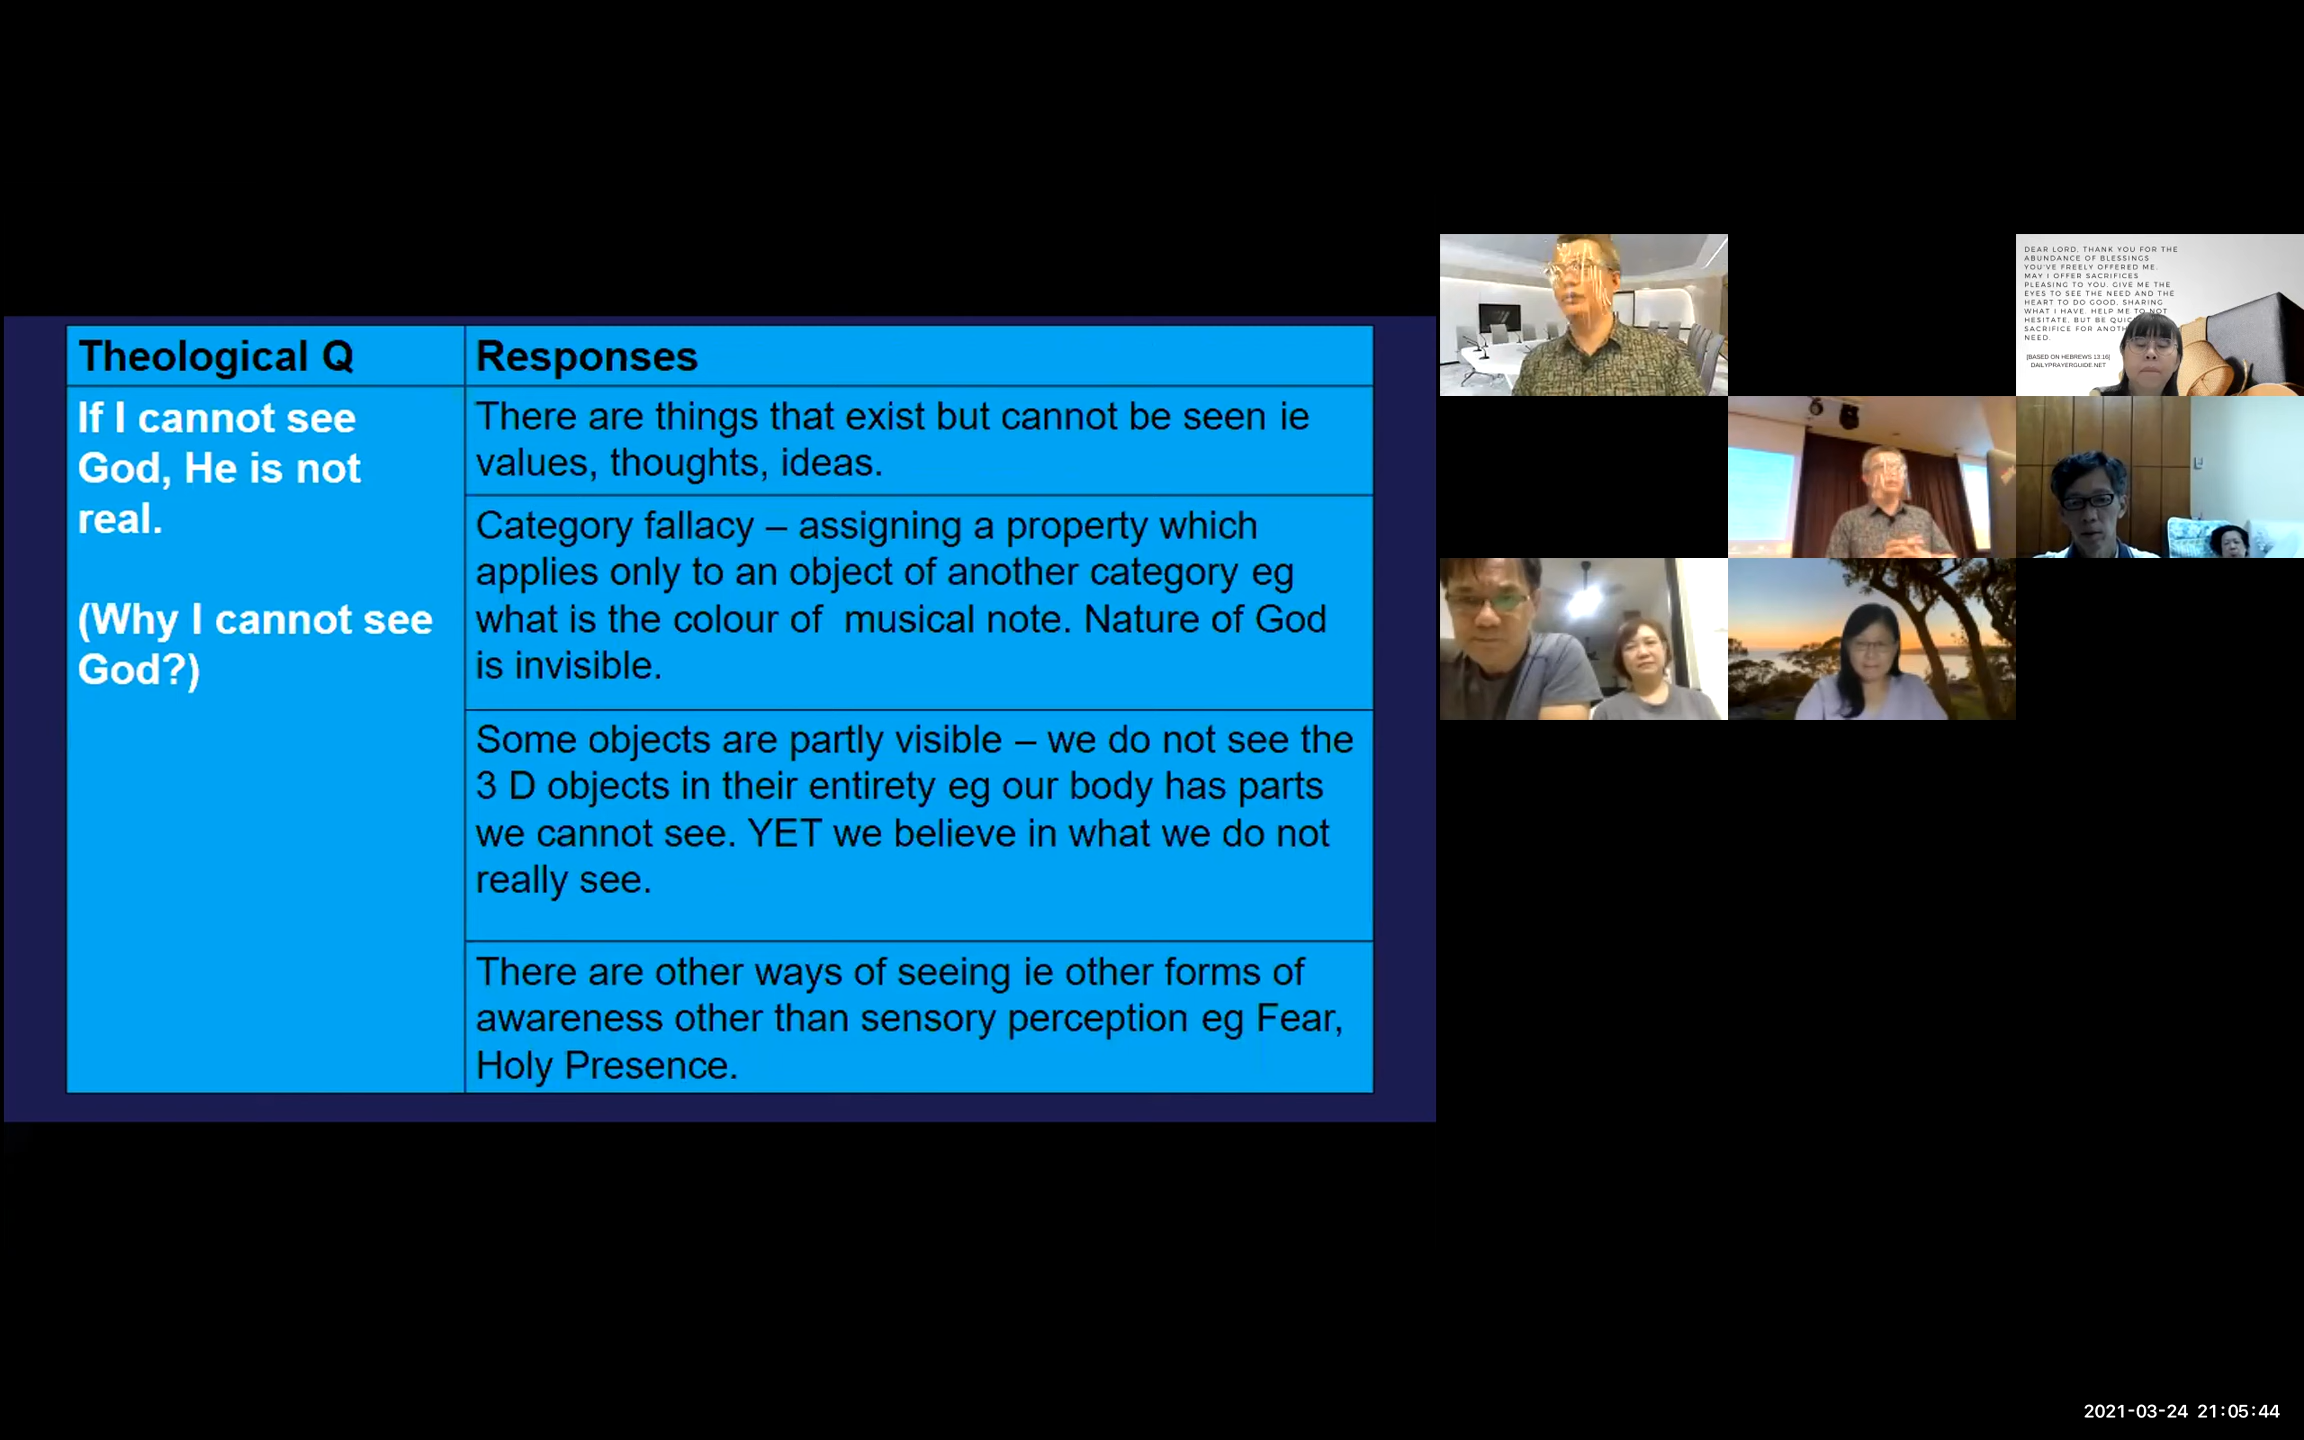 Theological Q
Responses
If I cannot see
God, He is not
real.
(Why I cannot see
God?)
There are things that exist but cannot be seen ie
values, thoughts, ideas.
Category fallacy – assigning a property which
applies only to an object of another category eg
what is the colour of  musical note. Nature of God
is invisible.
Some objects are partly visible – we do not see the
3 D objects in their entirety eg our body has parts
we cannot see. YET we believe in what we do not
really see.
There are other ways of seeing ie other forms of
awareness other than sensory perception eg Fear,
Holy Presence.
DEAR LORD, THANK YOU FOR THE
ABUNDANCE OF BLESSINGS
YOU'VE FREELY OFFERED ME.
MAY I OFFER SACRIFICES
PLEASING TO YOU. GIVE ME THE
EYES TO SEE THE NEED AND THE
HEART TO DO GOOD, SHARING
WHAT I HAVE. HELP ME TO NOT
HESITATE, BUT BE
SACRIFICE FOR
NEED.
[BASED ON HEBREWS 13:16]
DAILYPRAYERGUIDE.NET
2021-03-24 21:05:44